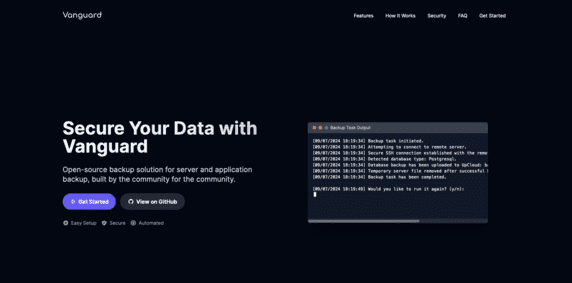 Vanguard
Features How It Works Security FAQ Get Started
Secure Your Data with
Vanguard
Open-source backup solution for server and application
backup, built by the community for the community.
Get Started View on GitHub
Easy Setup Secure Automated
Backup Task Output
[09/07/2024 18:19:34] Backup task initiated.
[09/07/2024 18:19:34] Attempting to connect to remote server.
[09/07/2024 18:19:34] Secure SSH connection established with the remo
[09/07/2024 18:19:34] Detected database type: Postgresql.
[09/07/2024 18:19:34] Database backup has been uploaded to UpCloud: b
[09/07/2024 18:19:34] Temporary server file removed after succesful
[09/07/2024 18:19:34] Backup task has been completed.
[09/07/2024 18:19:49] Would you like to run it again? (y/n):